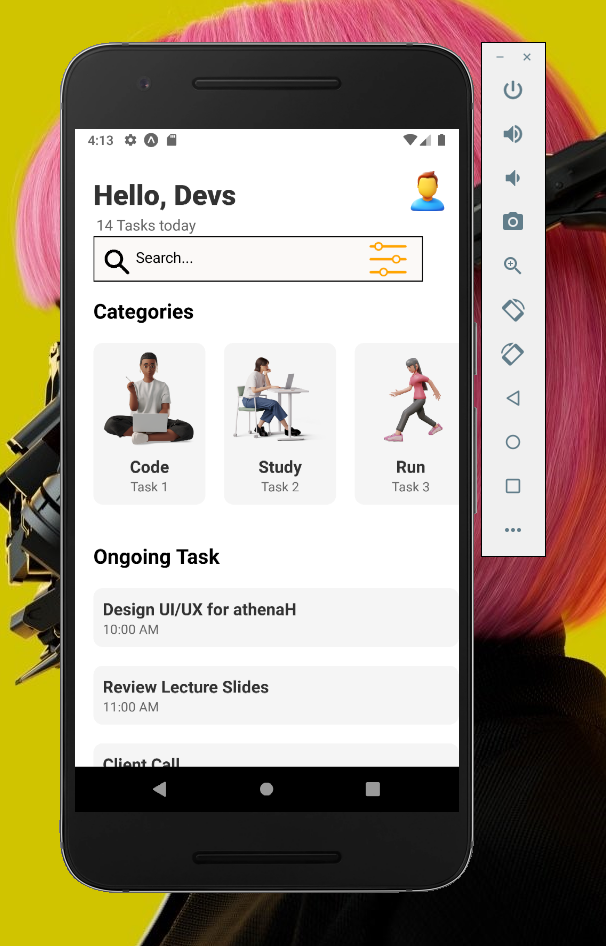 4:13
Hello, Devs
14 Tasks today
Search...
Categories
Code
Study
Run
Task 1
Task 2
Task 3
Ongoing Task
Design UI/UX for athenaH
10:00 AM
Review Lecture Slides
11:00 AM
Client Call